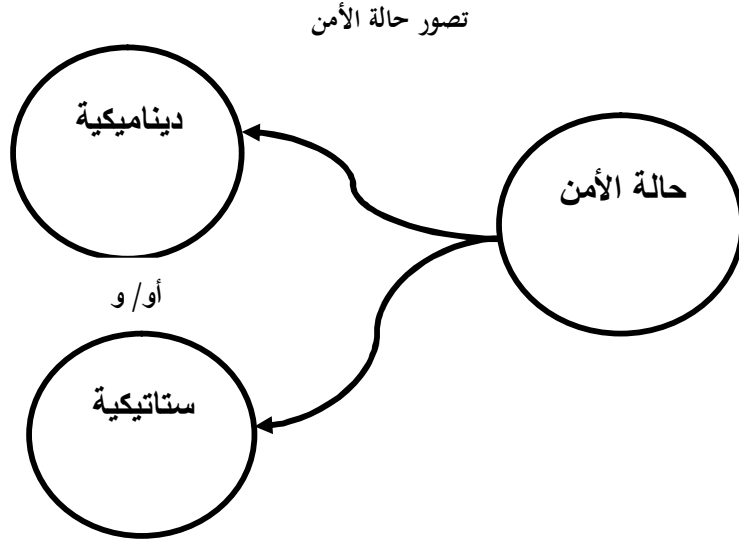 تصور حالة الأمن
حالة الأمن
ديناميكية
أو/ و
ستاتيكية